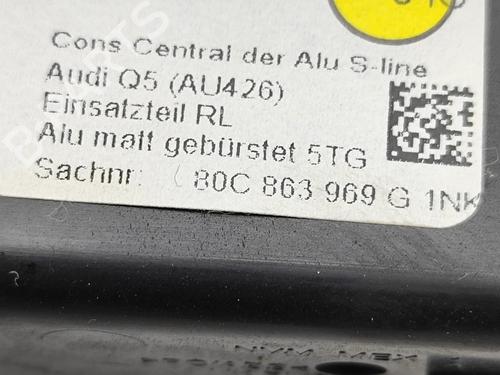 Cons Central der Alu S-line
Audi Q5 (AU426)
Einsatzteil RL
Alu matt gebürstet 5TG
Sachnr: 80C 863 969 G 1NK